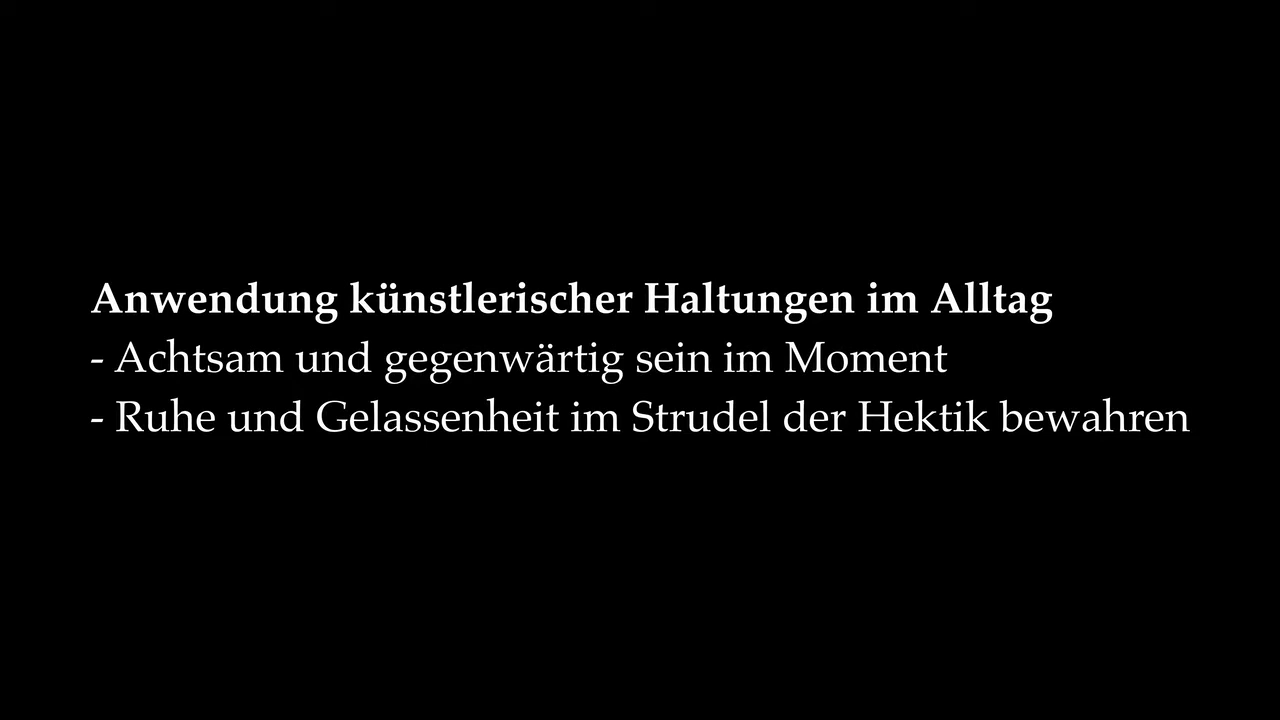 Anwendung künstlerischer Haltungen im Alltag
- Achtsam und gegenwärtig sein im Moment
- Ruhe und Gelassenheit im Strudel der Hektik bewahren